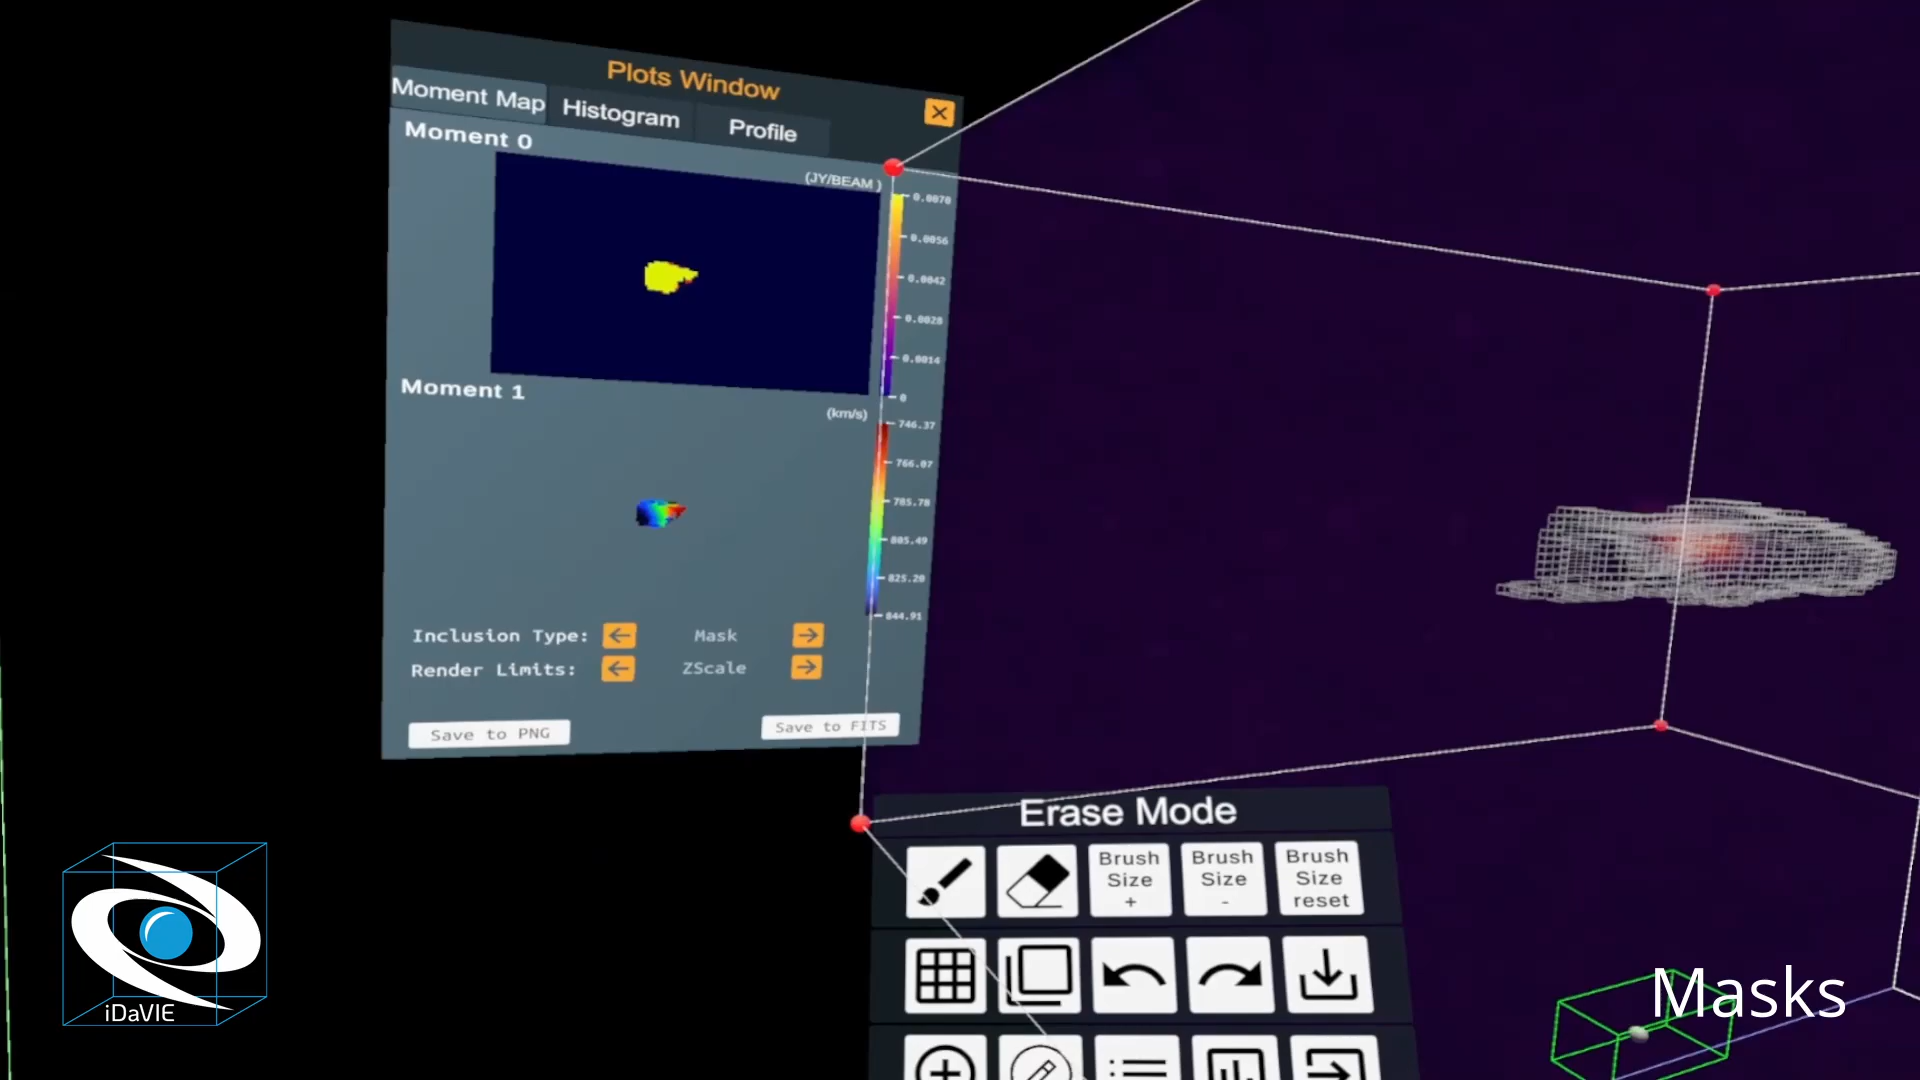 Plots Window
Moment Map
Histogram
Profile
Moment 0
(JY/BEAM )
0.0070
0.0056
0.0042
0.0028
0.0014
0
Moment 1
(km/s)
746.37
766.07
785.78
805.49
825.20
844.91
Inclusion Type:
Mask
Render Limits:
ZScale
Save to PNG
Save to FITS
Erase Mode
Brush
Size
+
Brush
Size
-
Brush
Size
reset
iDaVIE
Masks